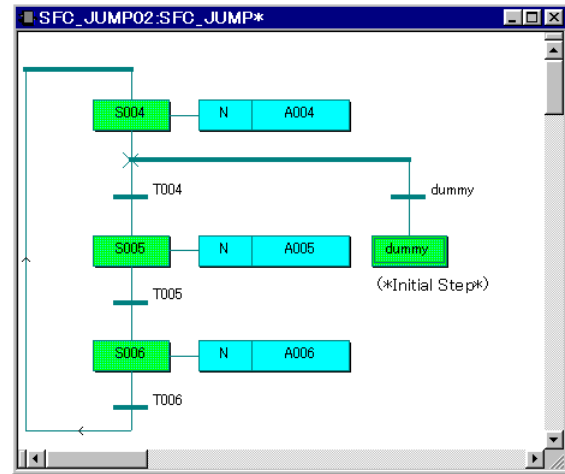 SFC_JUMP02:SFC_JUMP*
S004 N A004
T004 dummy
S005 N A005 dummy
(*Initial Step*)
T005
S006 N A006
T006